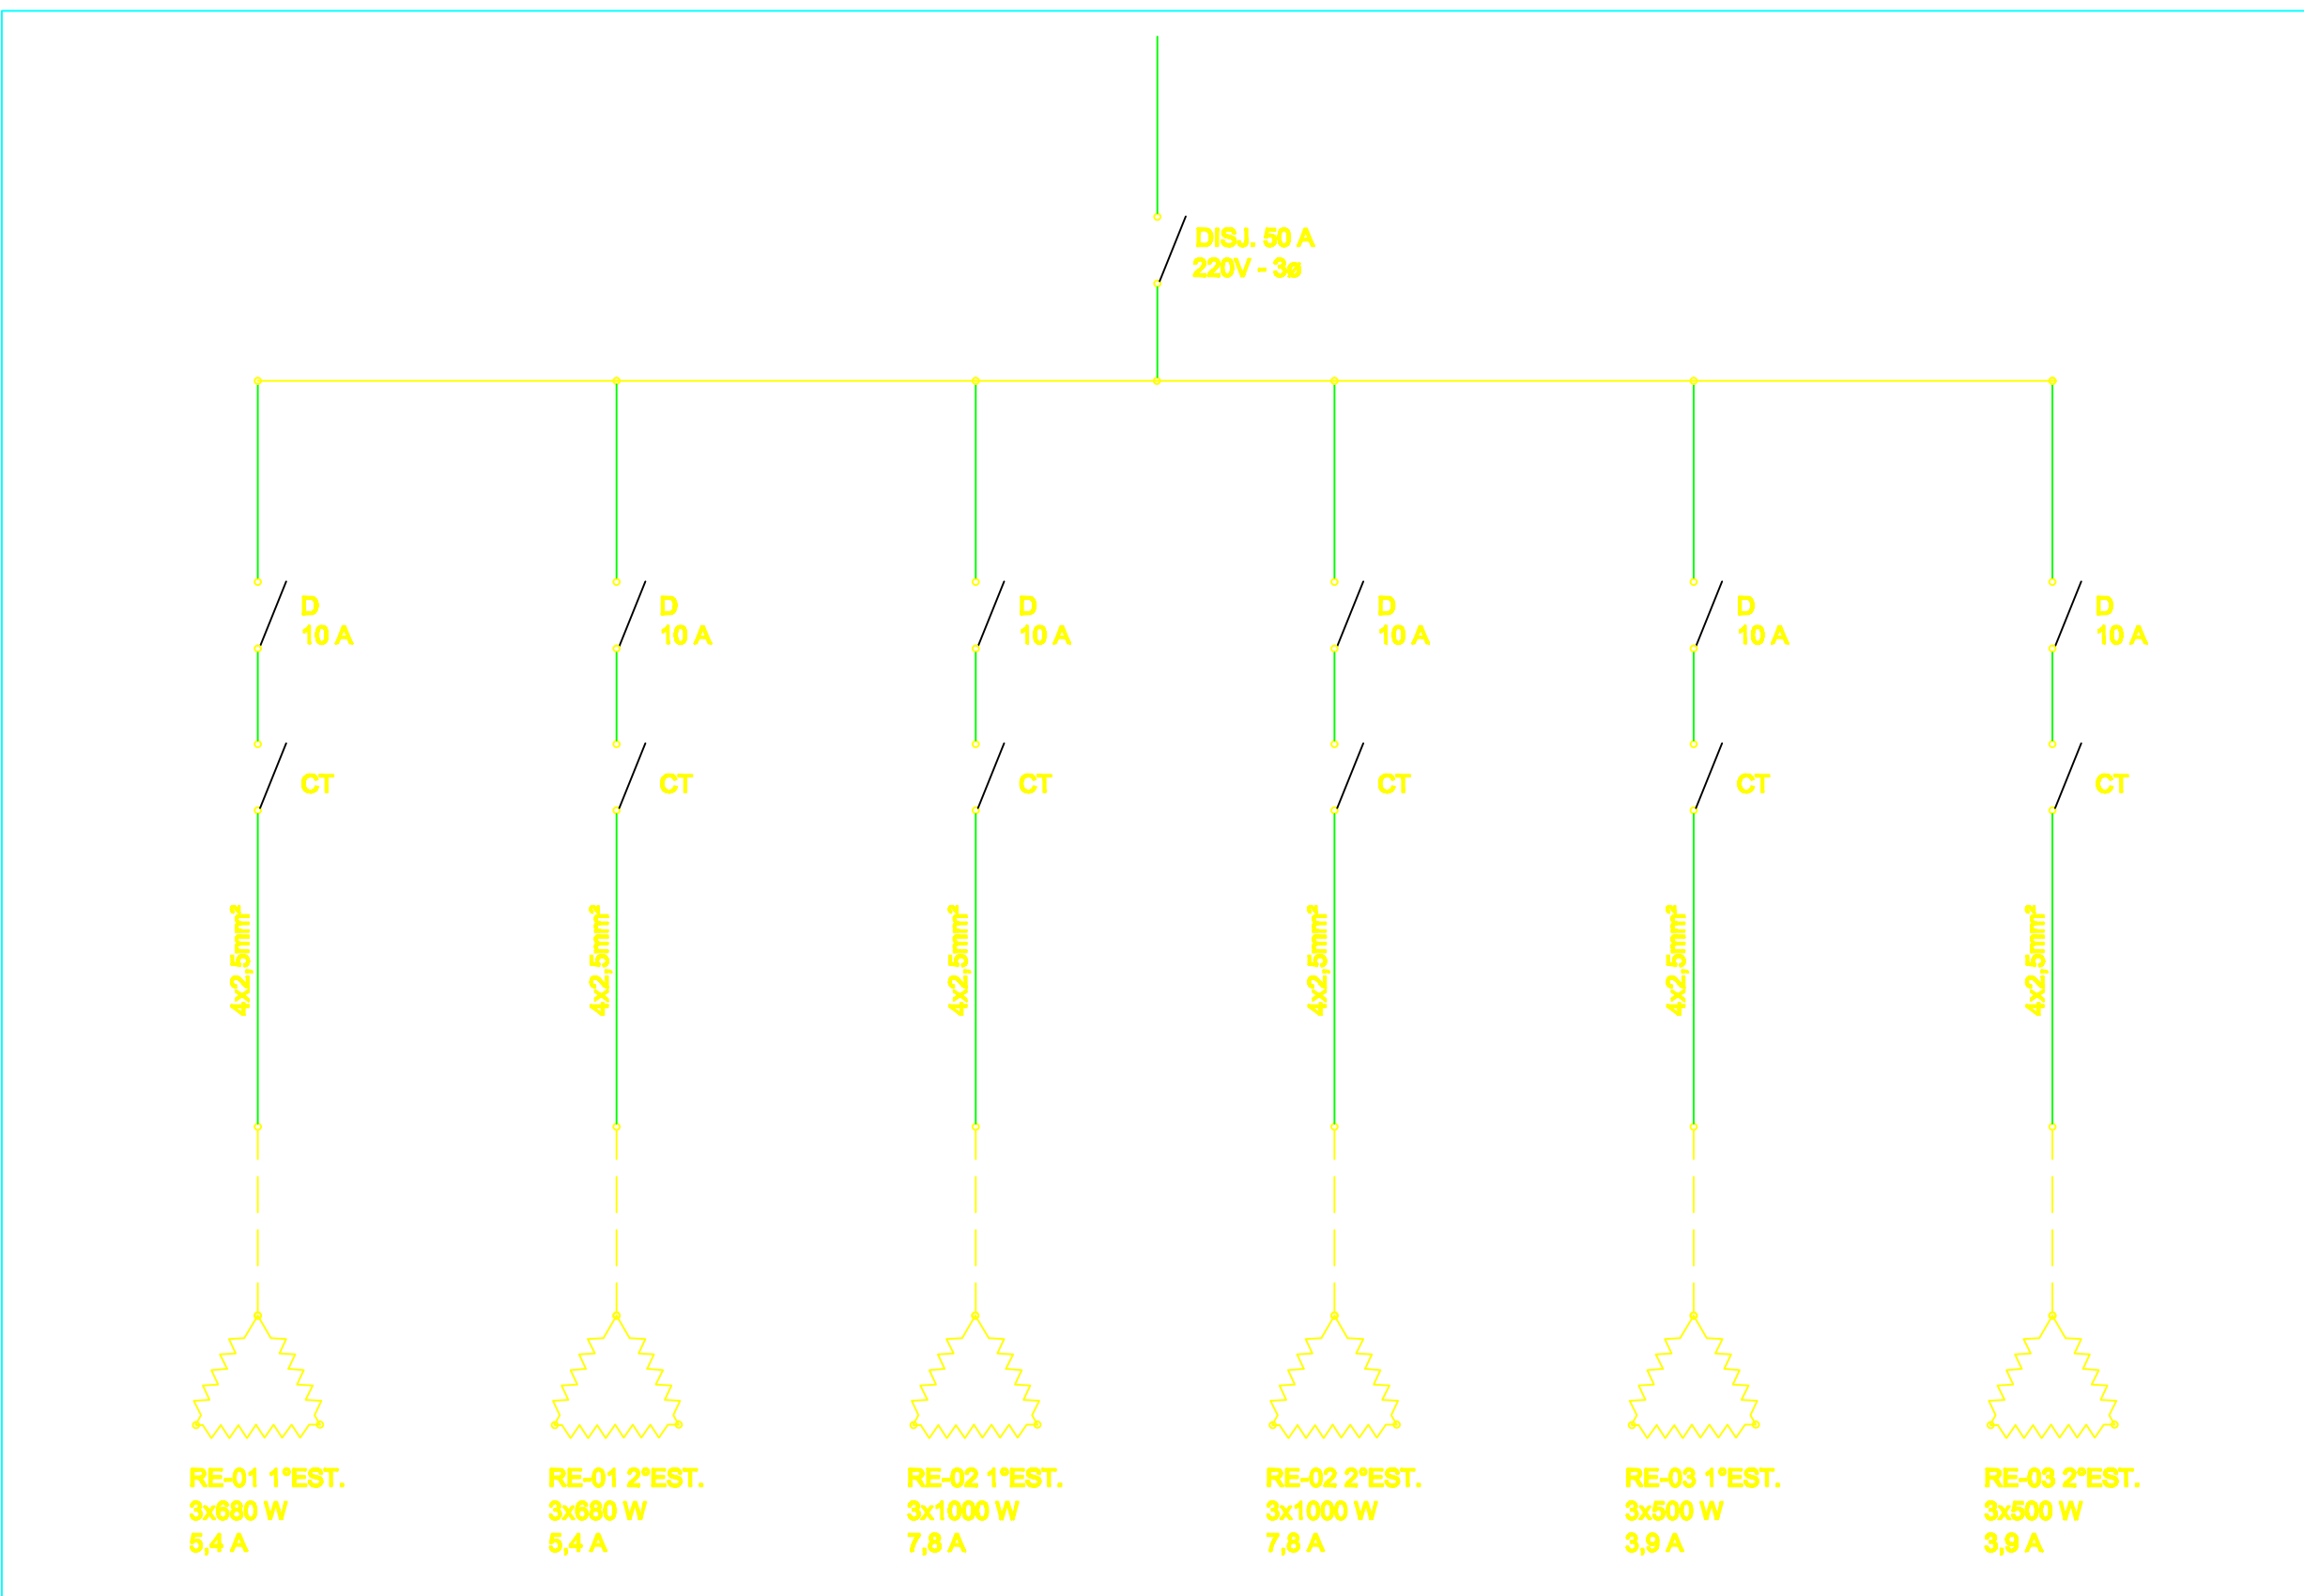 DISJ. 50 A
220V - 3ø
D
10 A
D
10 A
D
10 A
D
10 A
D
10 A
D
10 A
CT
CT
CT
CT
CT
CT
4x2,5mm²
4x2,5mm²
4x2,5mm²
4x2,5mm²
4x2,5mm²
4x2,5mm²
RE-01 1°EST.
3x680 W
5,4 A
RE-01 2°EST.
3x680 W
5,4 A
RE-02 1°EST.
3x1000 W
7,8 A
RE-02 2°EST.
3x1000 W
7,8 A
RE-03 1°EST.
3x500 W
3,9 A
RE-03 2°EST.
3x500 W
3,9 A